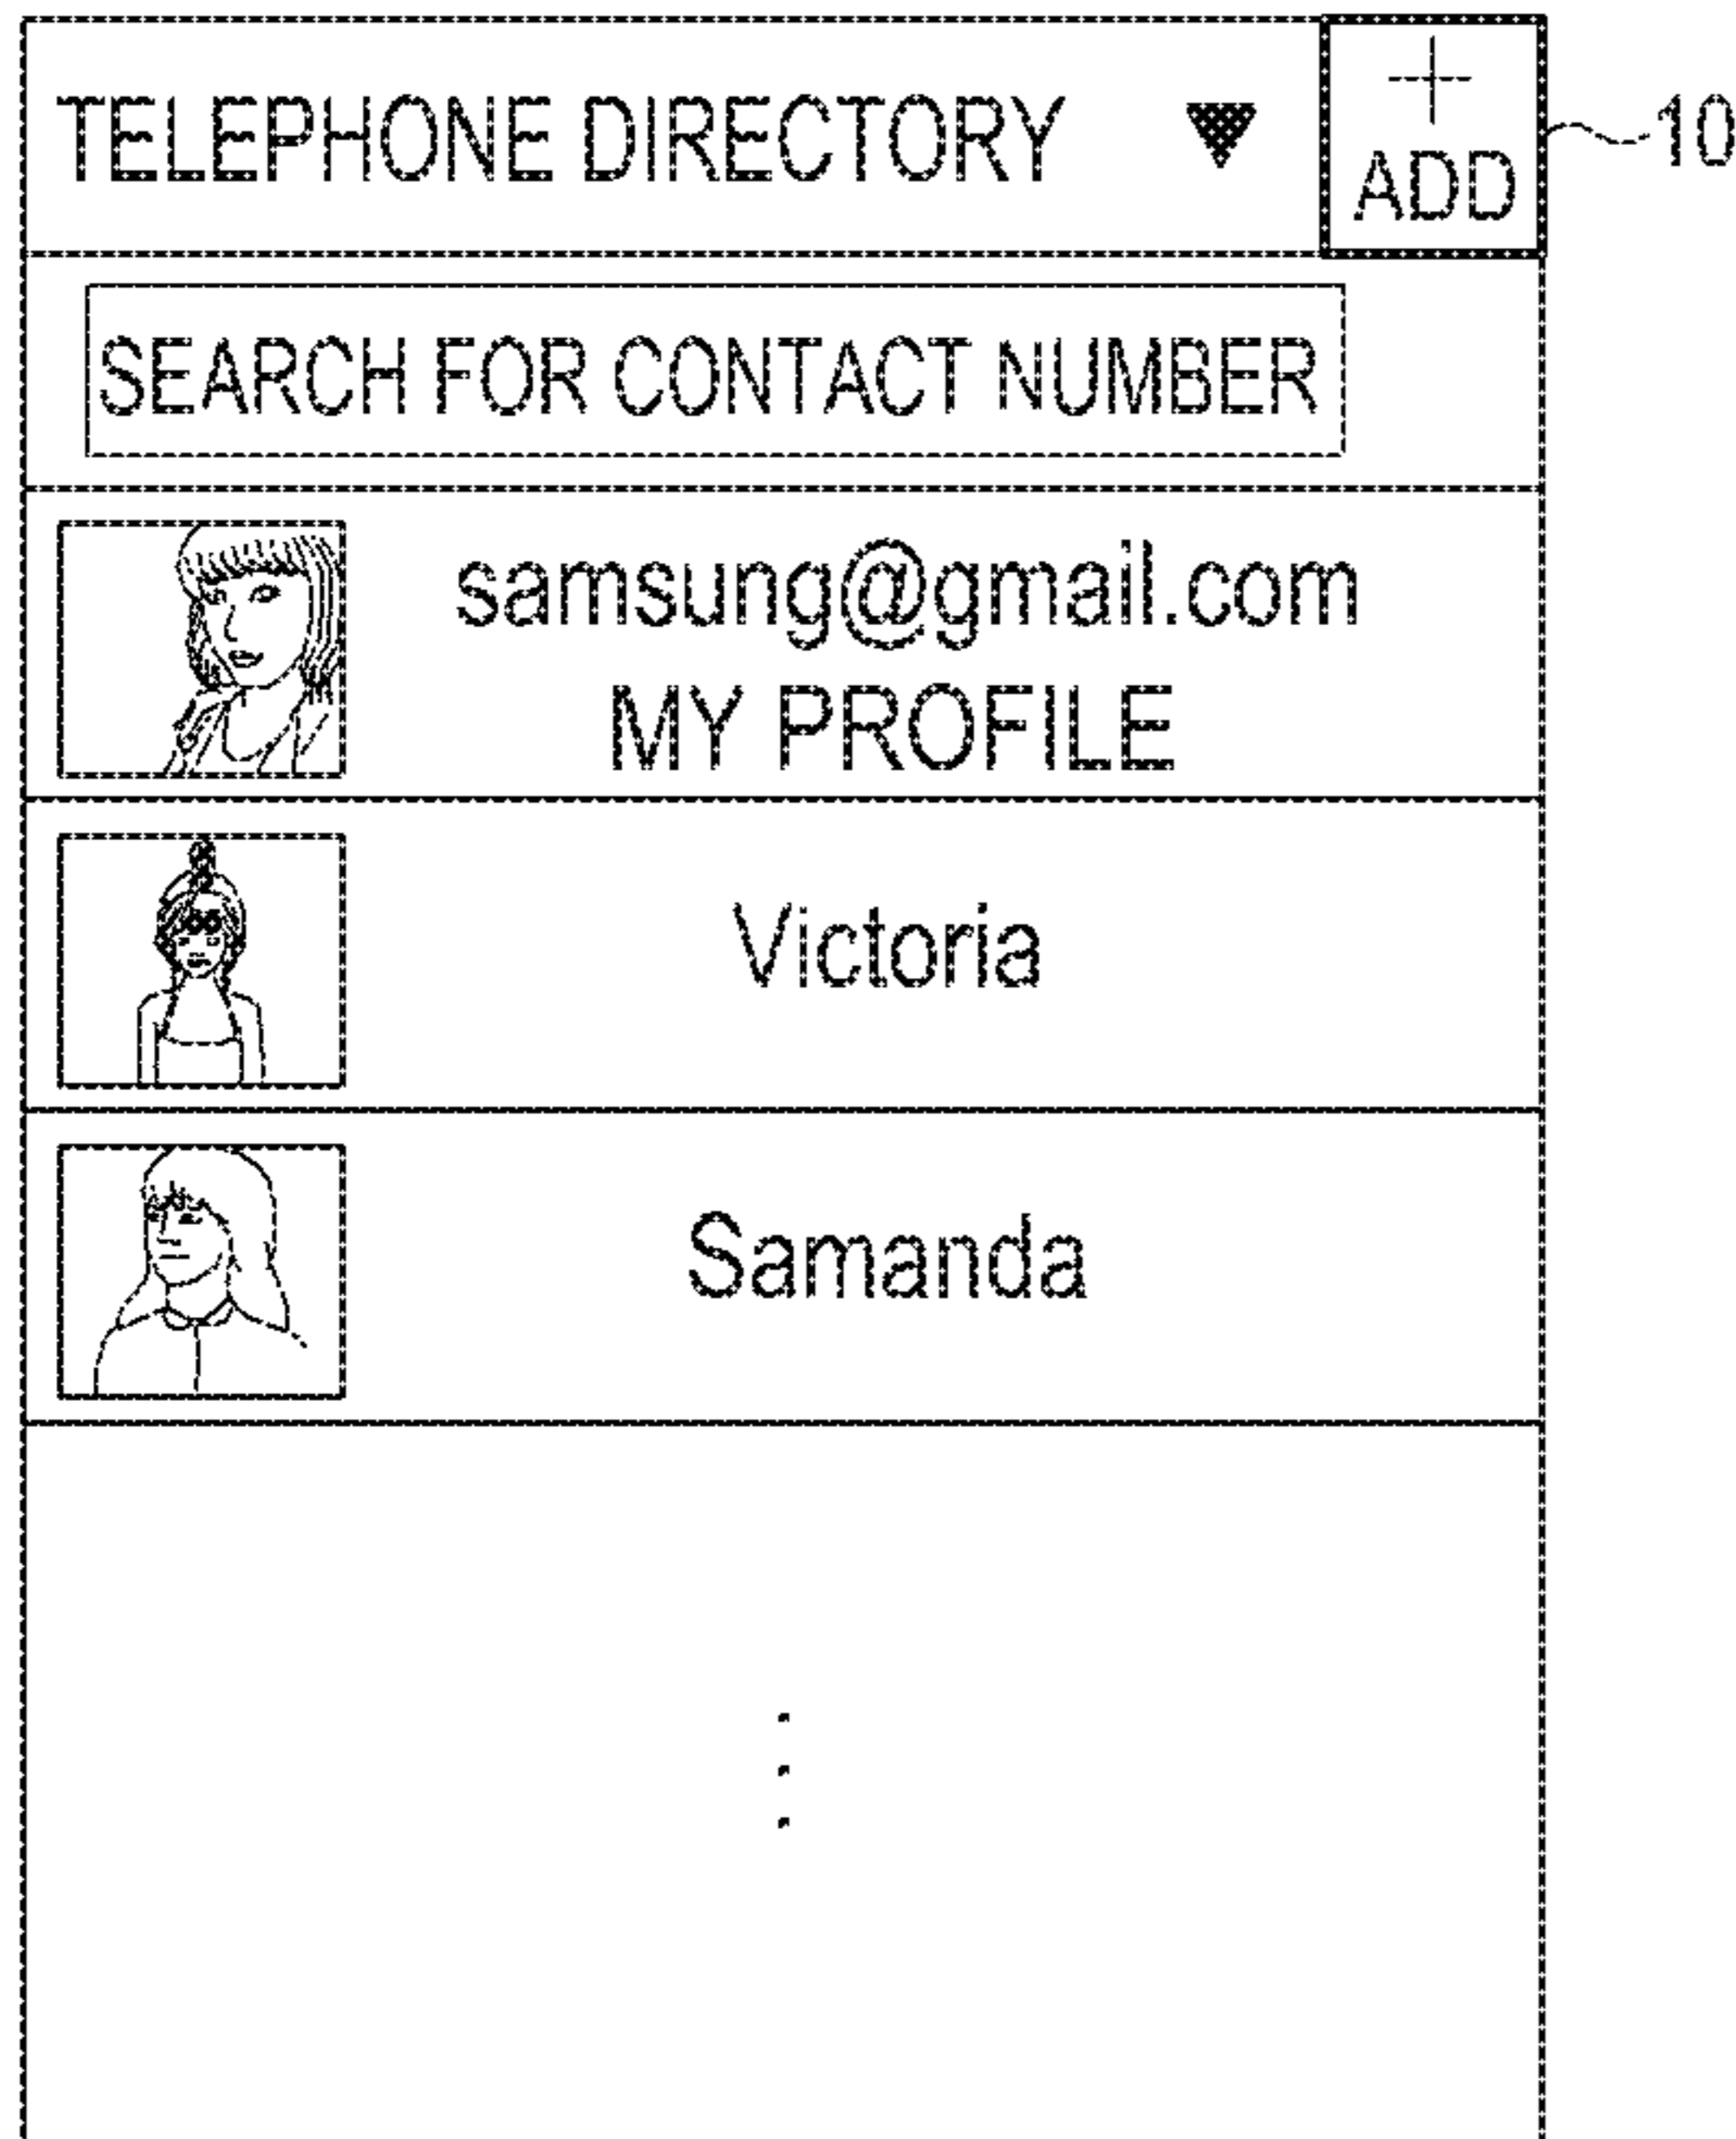 TELEPHONE DIRECTORY
ADD
10
SEARCH FOR CONTACT NUMBER
samsung@gmail.com
MY PROFILE
Victoria
Samanda